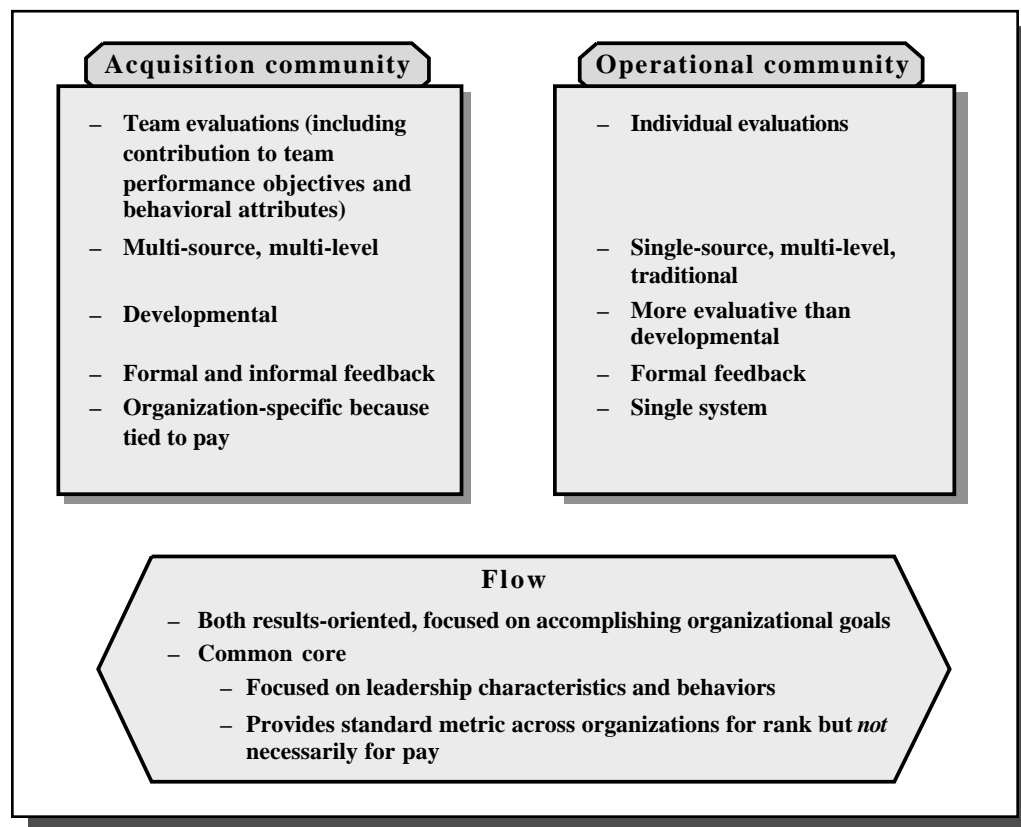 Acquisition community
– Team evaluations (including
contribution to team
performance objectives and
behavioral attributes)
– Multi-source, multi-level
– Developmental
– Formal and informal feedback
– Organization-specific because
tied to pay
Operational community
– Individual evaluations
– Single-source, multi-level,
traditional
– More evaluative than
developmental
– Formal feedback
– Single system
Flow
– Both results-oriented, focused on accomplishing organizational goals
– Common core
– Focused on leadership characteristics and behaviors
– Provides standard metric across organizations for rank but not
necessarily for pay